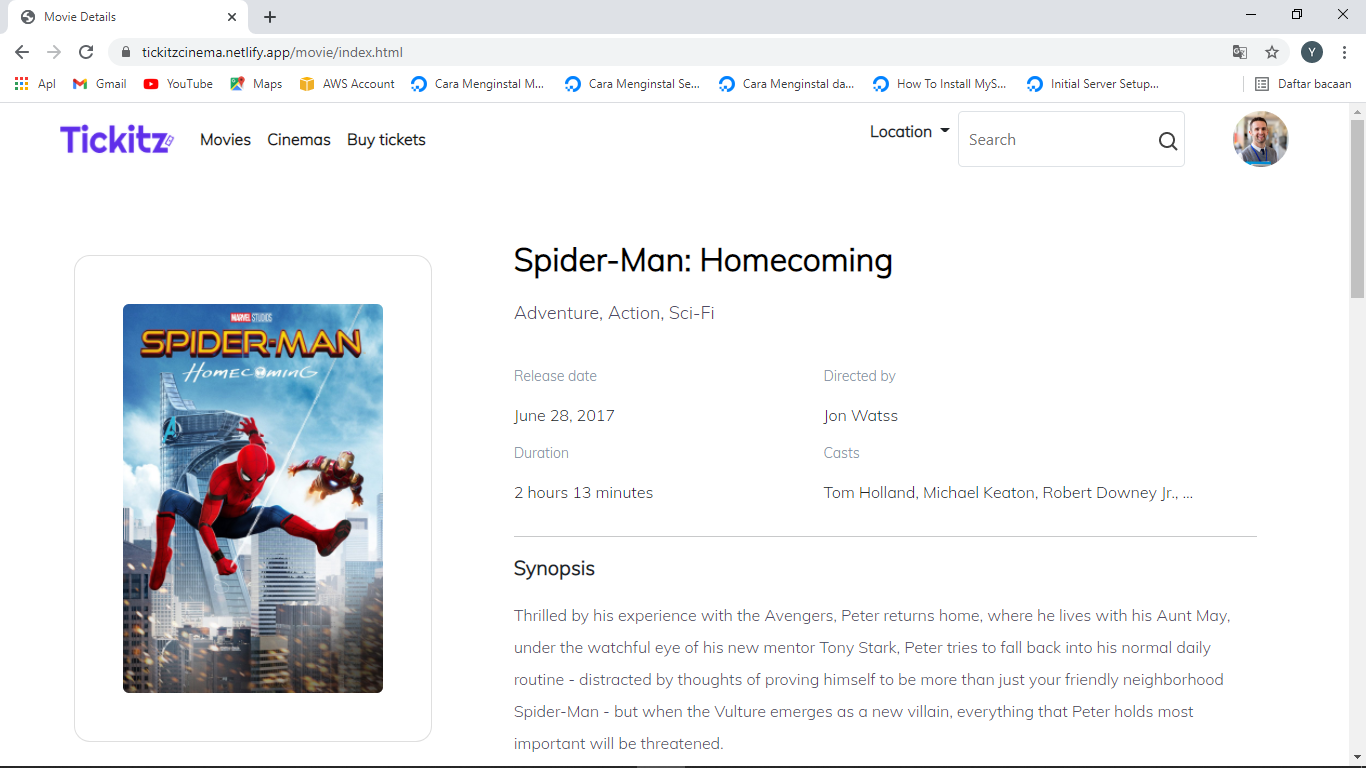 Movie Details
tickitzcinema.netlify.app/movie/index.html
Y
Apl Gmail YouTube Maps AWS Account Cara Menginstal M... Cara Menginstal Se... Cara Menginstal da... How To Install MyS... Initial Server Setup... Daftar bacaan
Tickitz Movies Cinemas Buy tickets Location Search
Spider-Man: Homecoming
Adventure, Action, Sci-Fi
MARVEL STUDIOS
SPIDER-MAN
HOMECOMING
Release date Directed by
June 28, 2017 Jon Watss
Duration Casts
2 hours 13 minutes Tom Holland, Michael Keaton, Robert Downey Jr., ...
Synopsis
Thrilled by his experience with the Avengers, Peter returns home, where he lives with his Aunt May,
under the watchful eye of his new mentor Tony Stark, Peter tries to fall back into his normal daily
routine - distracted by thoughts of proving himself to be more than just your friendly neighborhood
Spider-Man - but when the Vulture emerges as a new villain, everything that Peter holds most
important will be threatened.